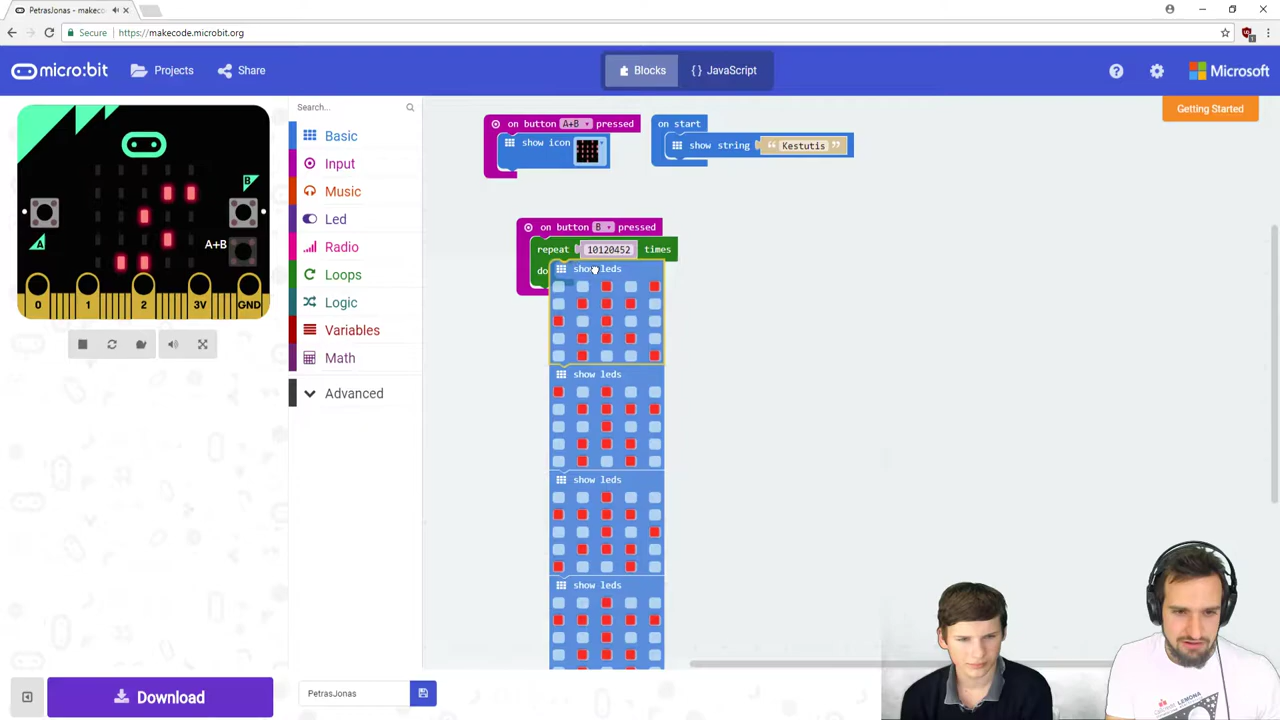 PetrasJonas - makec
Secure
https://makecode.microbit.org
micro:bit
Projects
Share
Blocks
{ } JavaScript
Microsoft
Getting Started
Search...
Basic
Input
Music
Led
Radio
Loops
Logic
Variables
Math
Advanced
A
B
A+B
0 1 2 3V GND
on button A+B pressed
show icon
on start
show string “ Kestutis ”
on button B pressed
repeat 10120452 times
do
show leds
show leds
show leds
show leds
Download
PetrasJonas